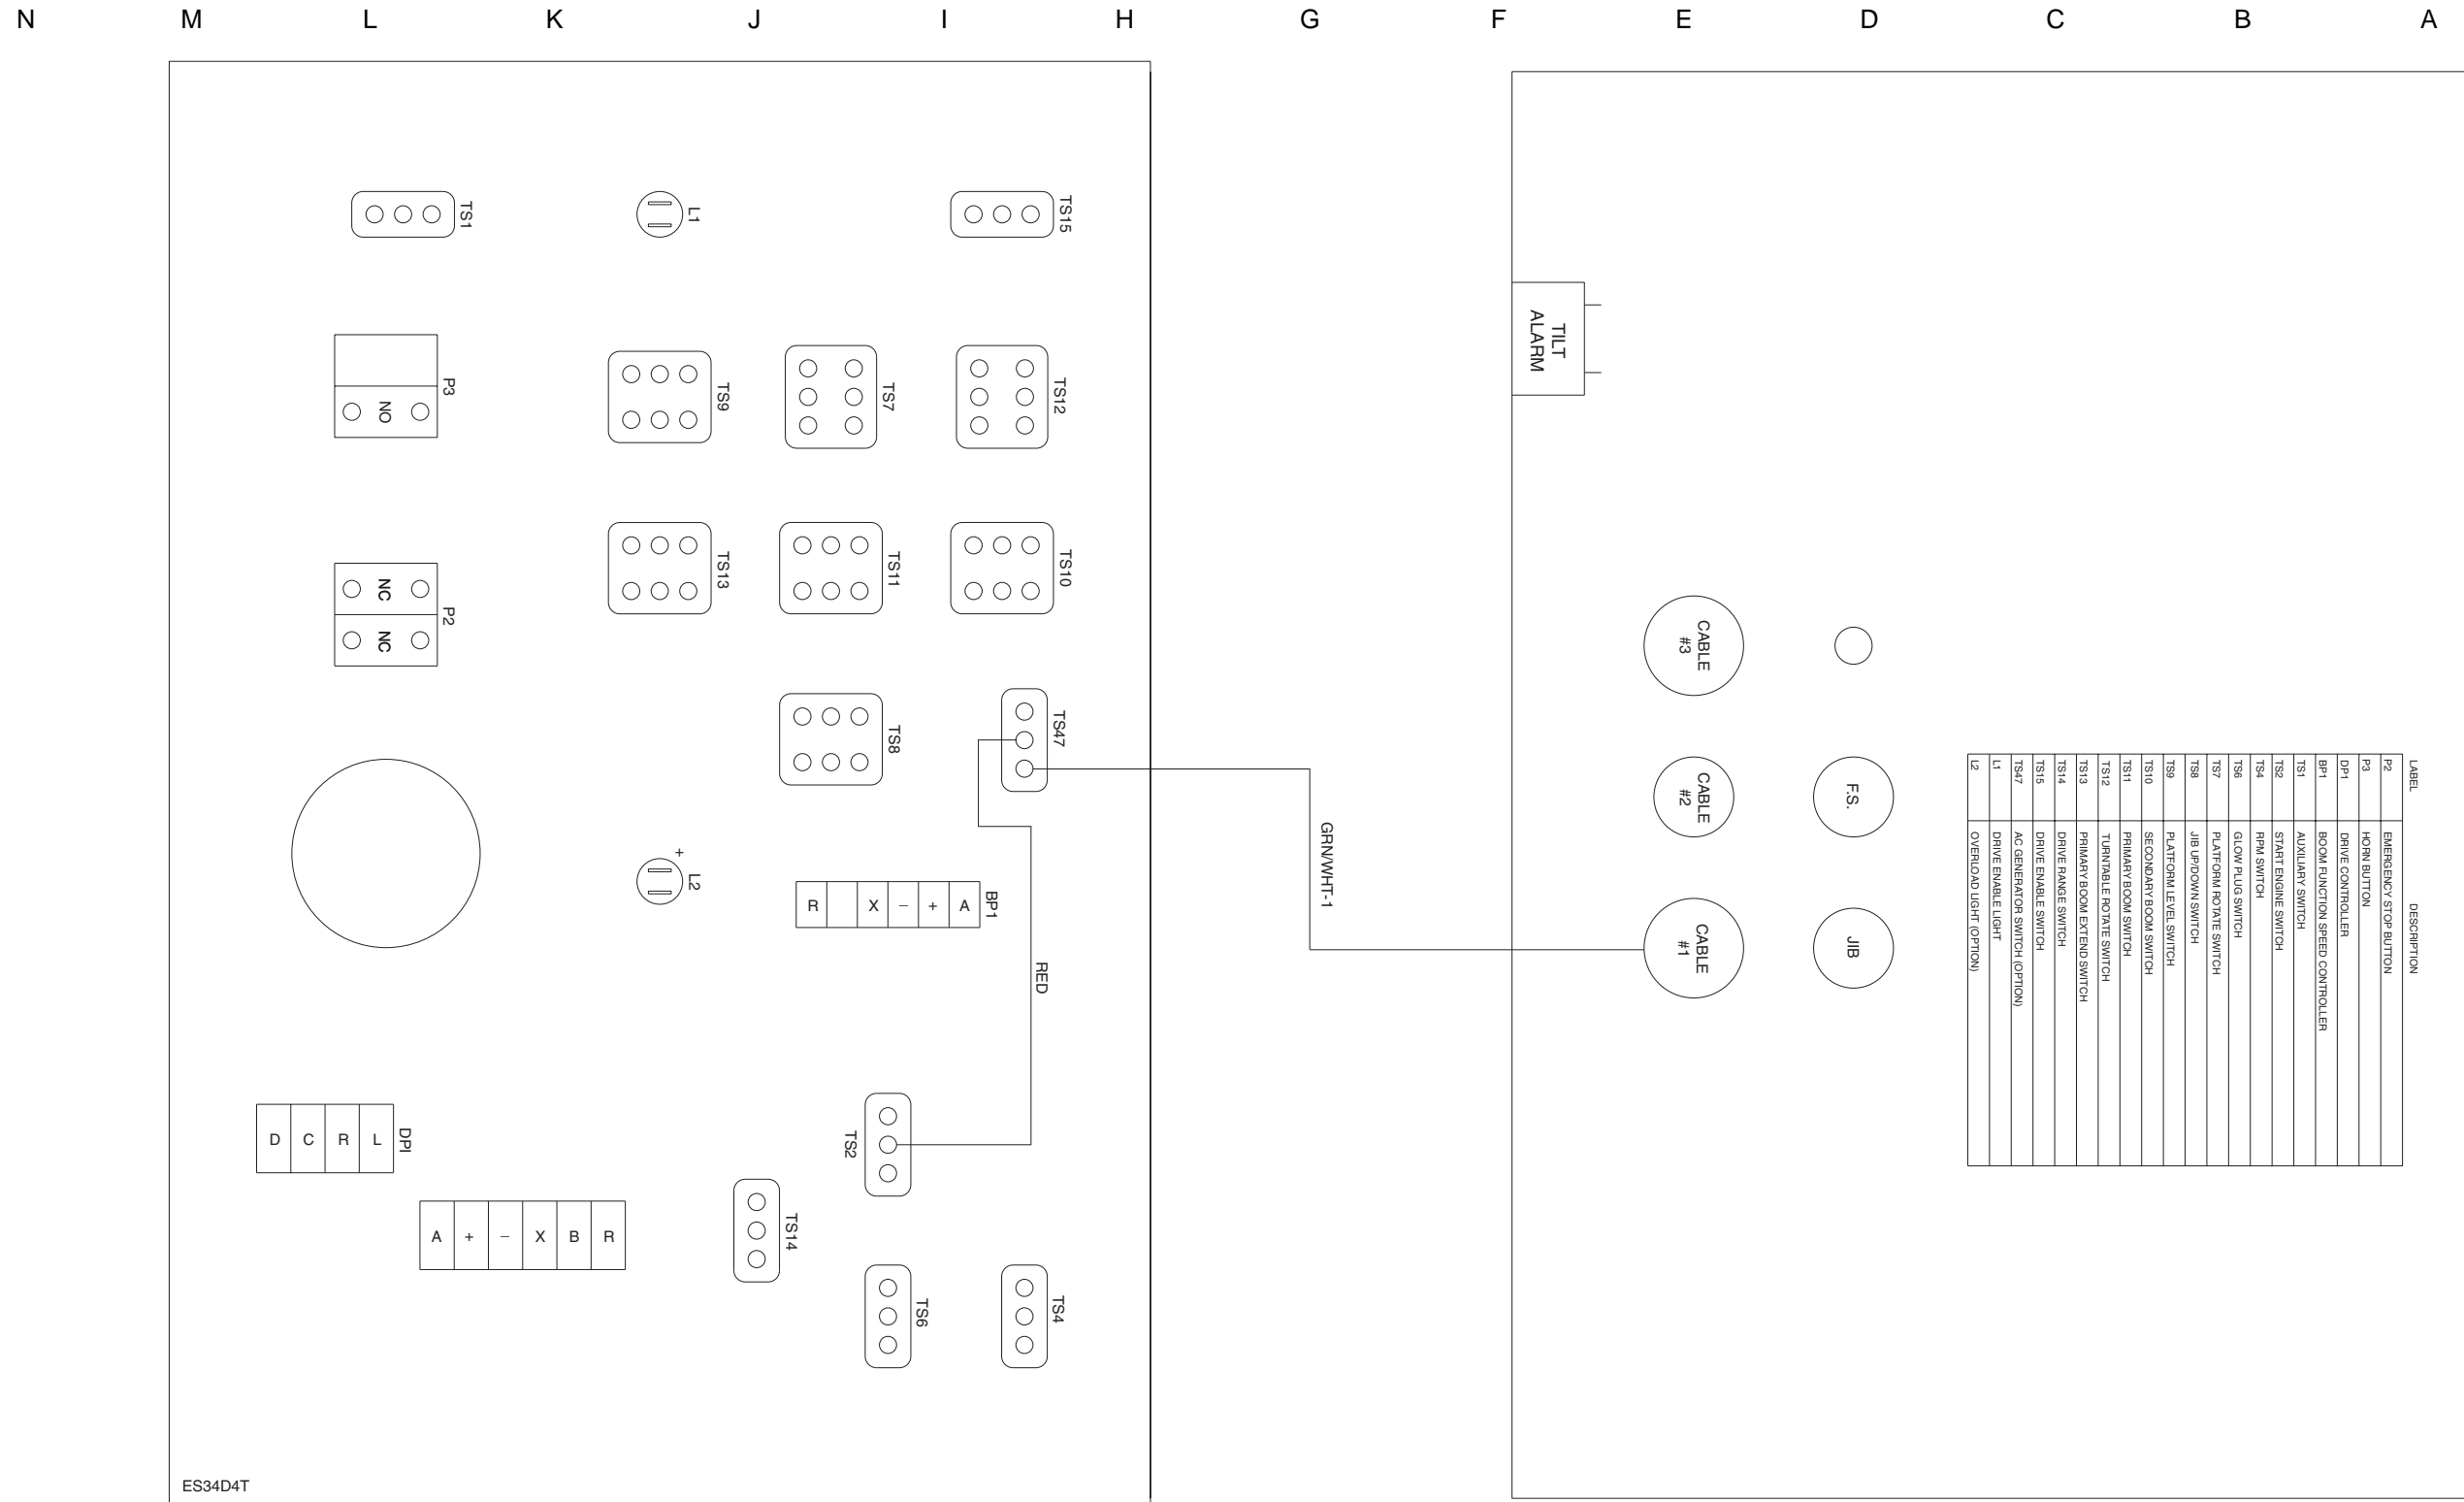 N M L K J I H G F E D C B A
TS1
L1
TS15
TILT
ALARM
P3
NO
TS9
TS7
TS12
P2
NC
NC
TS13
TS11
TS10
TS8
TS47
CABLE
#3
CABLE
#2
F.S.
CABLE
#1
JIB
GRN/WHT-1
RED
+
L2
R X – + A
BP1
D C R L
DPI
TS2
A + – X B R
TS14
TS6
TS4
LABEL DESCRIPTION
P2 EMERGENCY STOP BUTTON
P3 HORN BUTTON
DP1 DRIVE CONTROLLER
BP1 BOOM FUNCTION SPEED CONTROLLER
TS1 AUXILIARY SWITCH
TS2 START ENGINE SWITCH
TS4 RPM SWITCH
TS6 GLOW PLUG SWITCH
TS7 PLATFORM ROTATE SWITCH
TS8 JIB UP/DOWN SWITCH
TS9 PLATFORM LEVEL SWITCH
TS10 SECONDARY BOOM SWITCH
TS11 PRIMARY BOOM SWITCH
TS12 TURNTABLE ROTATE SWITCH
TS13 PRIMARY BOOM EXTEND SWITCH
TS14 DRIVE RANGE SWITCH
TS15 DRIVE ENABLE SWITCH
TS47 AC GENERATOR SWITCH (OPTION)
L1 DRIVE ENABLE LIGHT
L2 OVERLOAD LIGHT (OPTION)
ES34D4T